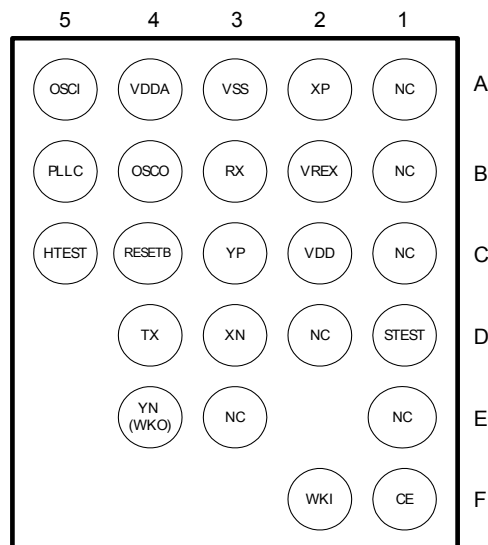 5 4 3 2 1
OSCI VDDA VSS XP NC A
PLLC OSCO RX VREX NC B
HTEST RESETB YP VDD NC C
TX XN NC STEST D
YN
(WKO) NC NC E
WKI CE F